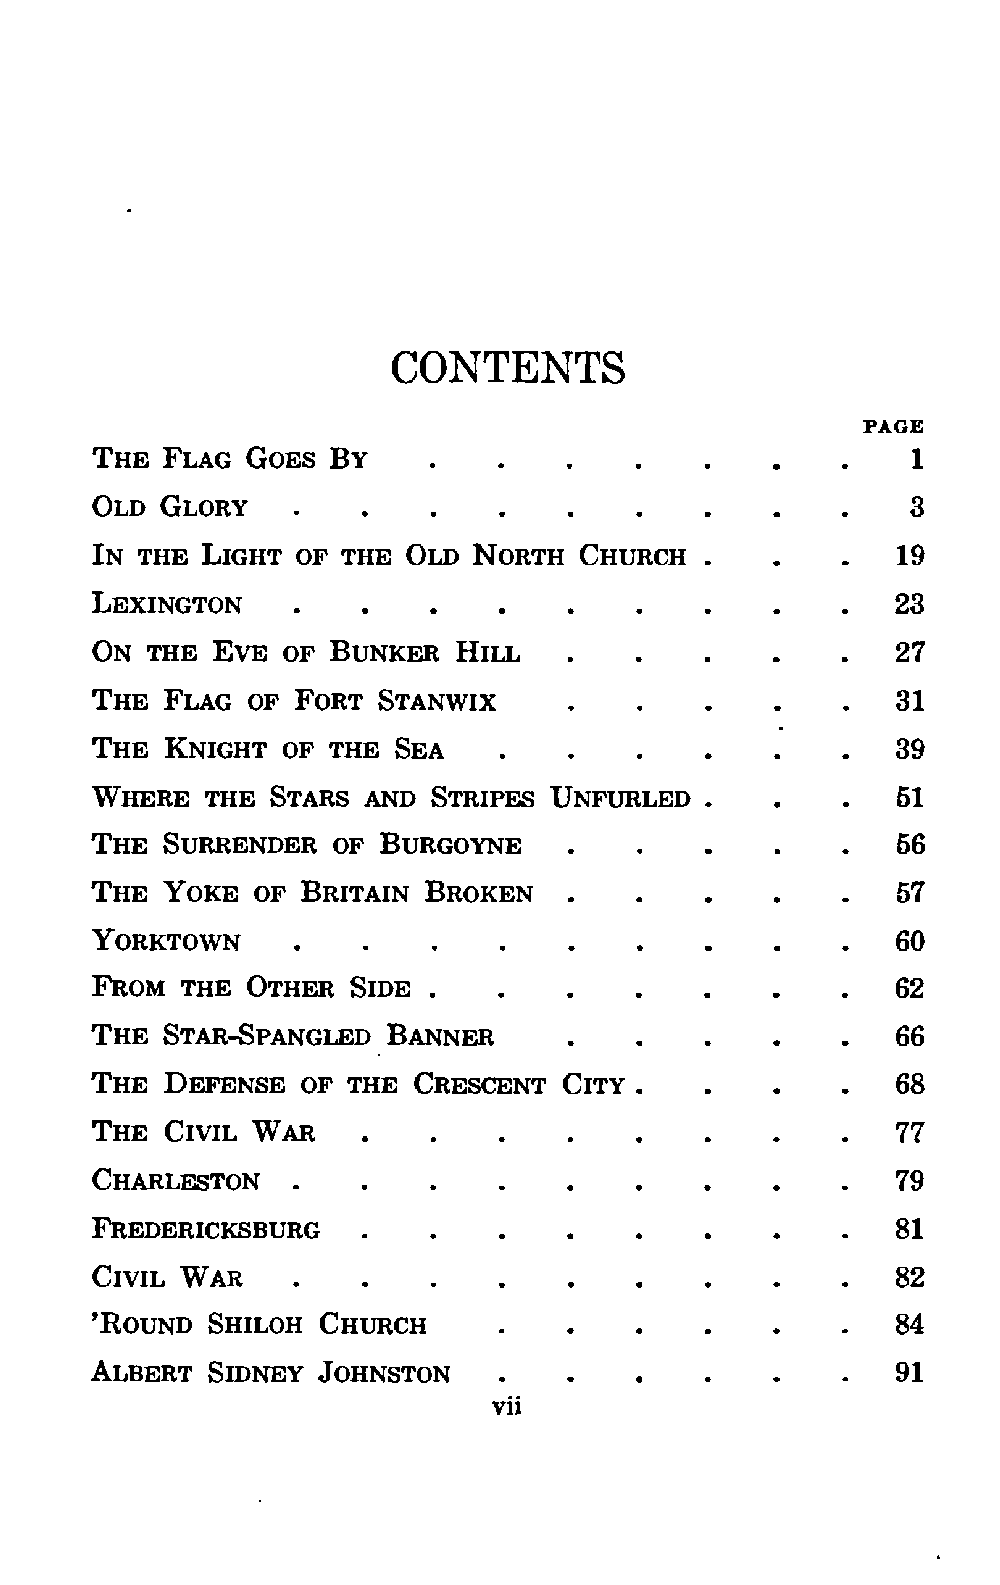 CONTENTS
PAGE
THE FLAG GOES BY . . . . . . . 1
OLD GLORY . . . . . . . . . 3
IN THE LIGHT OF THE OLD NORTH CHURCH . . . 19
LEXINGTON . . . . . . . . . 23
ON THE EVE OF BUNKER HILL . . . . . 27
THE FLAG OF FORT STANWIX . . . . . 31
THE KNIGHT OF THE SEA . . . . . . 39
WHERE THE STARS AND STRIPES UNFURLED . . . 51
THE SURRENDER OF BURGOYNE . . . . . 56
THE YOKE OF BRITAIN BROKEN . . . . . 57
YORKTOWN . . . . . . . . . 60
FROM THE OTHER SIDE . . . . . . . 62
THE STAR-SPANGLED BANNER . . . . . 66
THE DEFENSE OF THE CRESCENT CITY . . . . 68
THE CIVIL WAR . . . . . . . . 77
CHARLESTON . . . . . . . . . 79
FREDERICKSBURG . . . . . . . . 81
CIVIL WAR . . . . . . . . . 82
'ROUND SHILOH CHURCH . . . . . . 84
ALBERT SIDNEY JOHNSTON . . . . . . 91
vii